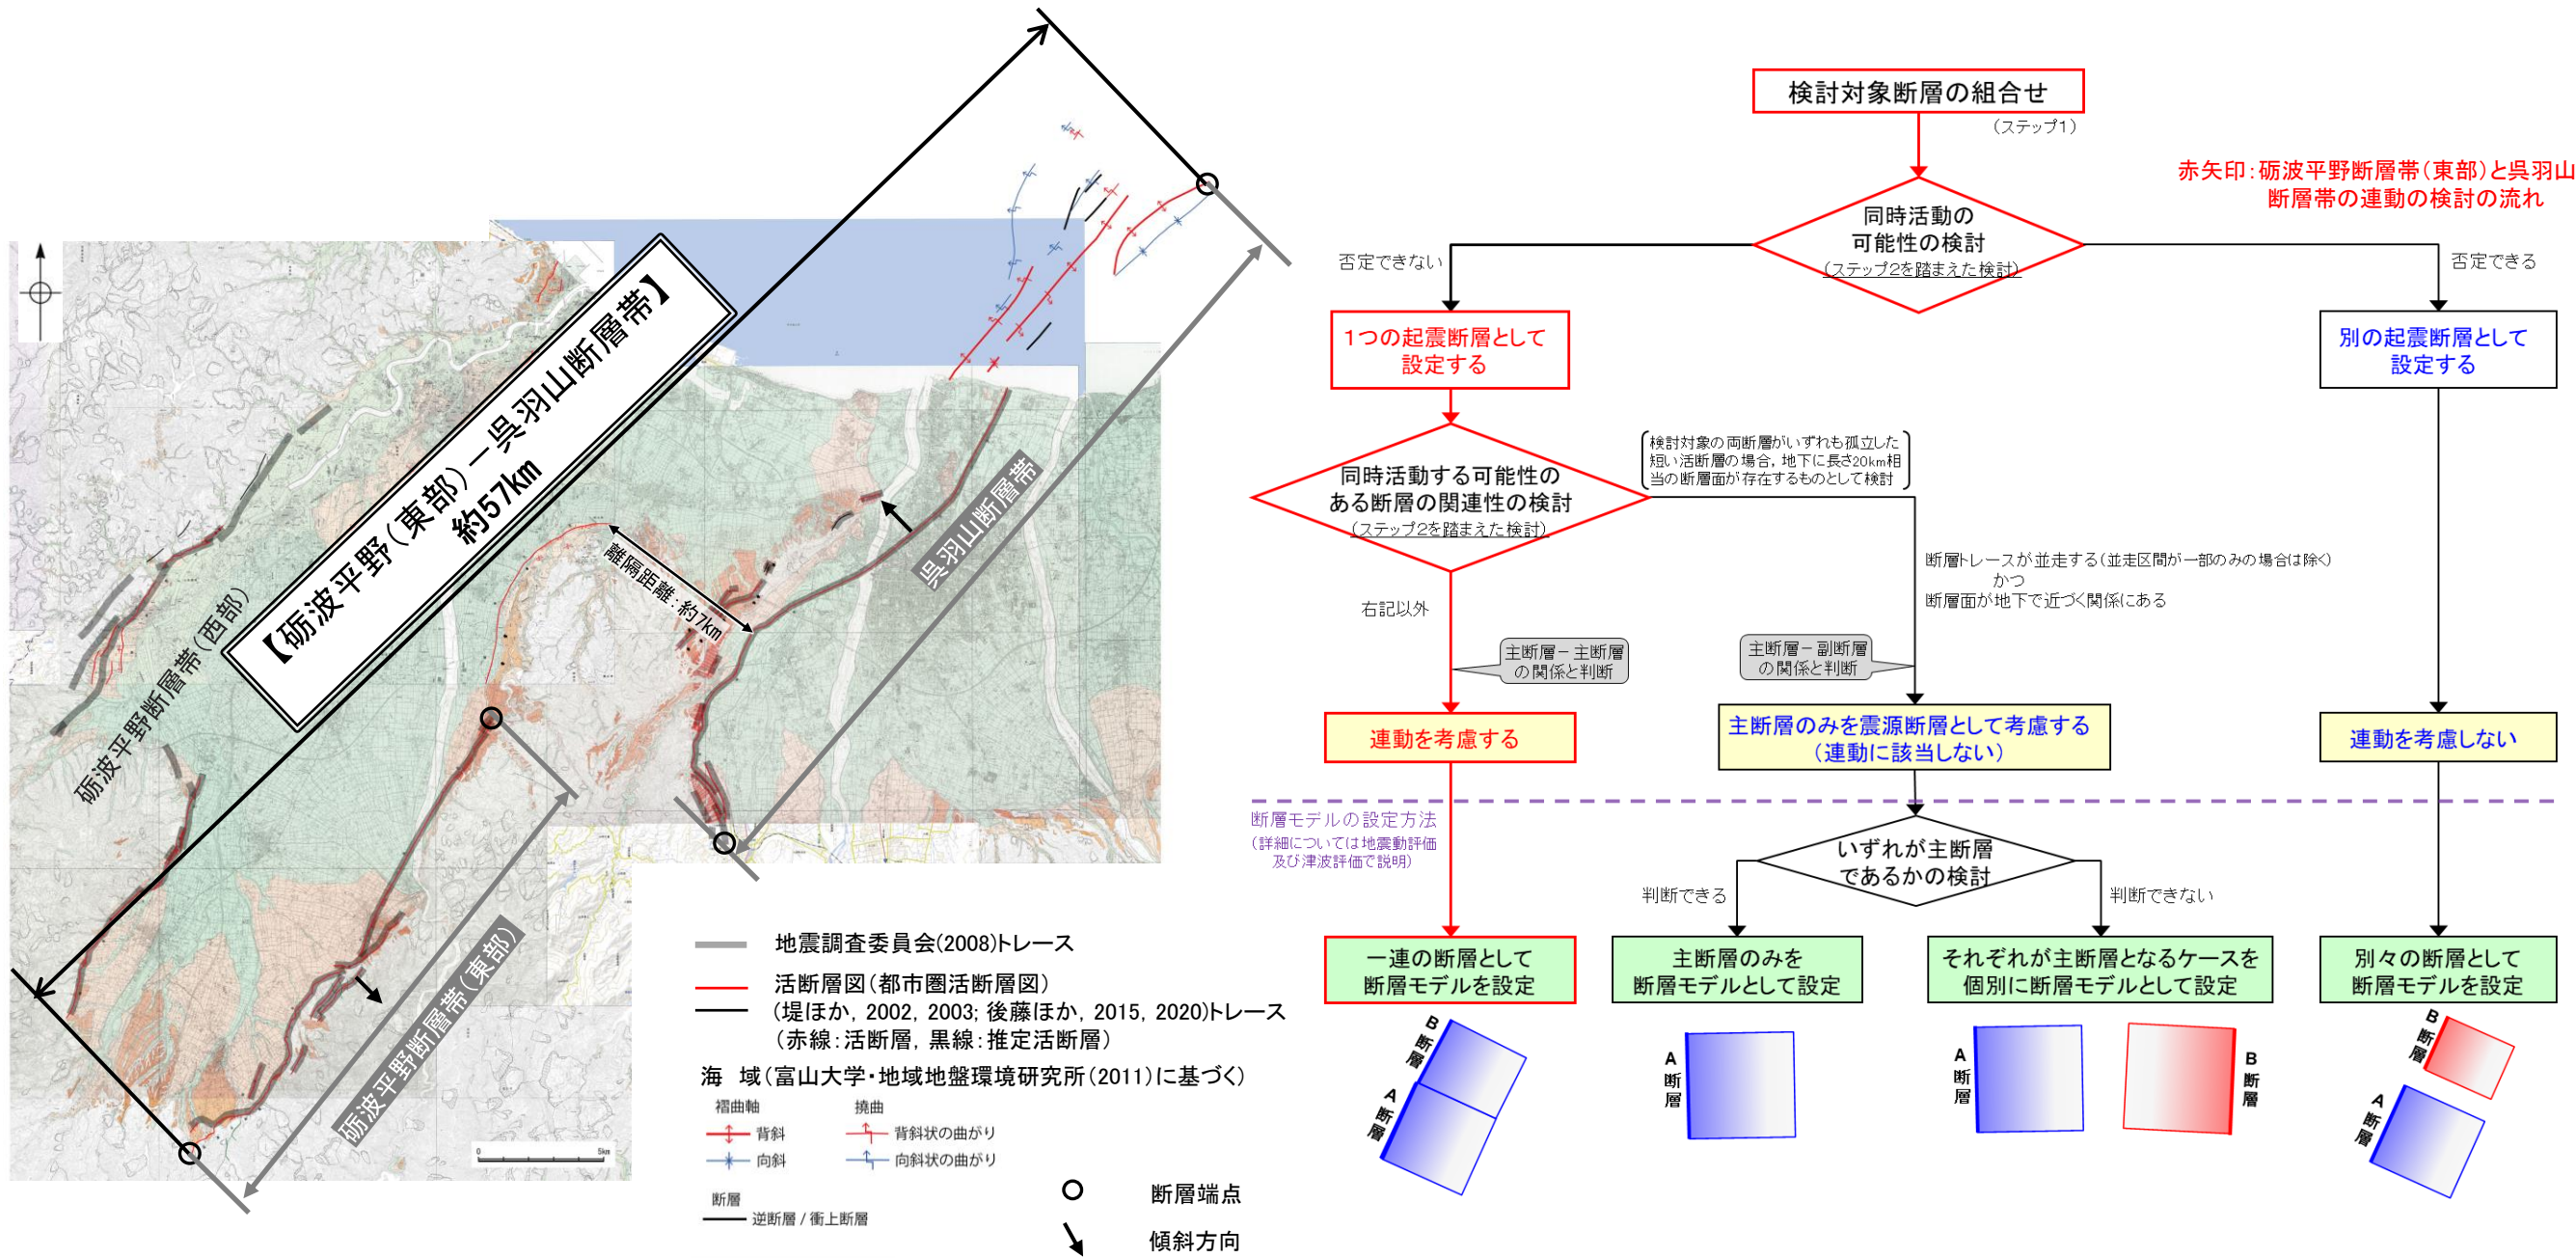 【砺波平野(東部)－呉羽山断層帯】
約57km
離隔距離：約7km
呉羽山断層帯
砺波平野断層帯(西部)
砺波平野断層帯(東部)
0
5km
地震調査委員会(2008)トレース
活断層図(都市圏活断層図)
(堤ほか，2002，2003；後藤ほか，2015，2020)トレース
(赤線：活断層，黒線：推定活断層)
海　域(富山大学・地域地盤環境研究所(2011)に基づく)
褶曲軸
撓曲
背斜
背斜状の曲がり
向斜
向斜状の曲がり
断層
逆断層 / 衝上断層
断層端点
傾斜方向
検討対象断層の組合せ
(ステップ1)
赤矢印：砺波平野断層帯(東部)と呉羽山
断層帯の連動の検討の流れ
同時活動の
可能性の検討
(ステップ2を踏まえた検討)
否定できない
否定できる
1つの起震断層として
設定する
別の起震断層として
設定する
検討対象の両断層がいずれも孤立した
短い活断層の場合，地下に長さ20km相
当の断層面が存在するものとして検討
同時活動する可能性の
ある断層の関連性の検討
(ステップ2を踏まえた検討)
断層トレースが並走する(並走区間が一部のみの場合は除く)
かつ
断層面が地下で近づく関係にある
右記以外
主断層－主断層
の関係と判断
主断層－副断層
の関係と判断
連動を考慮する
主断層のみを震源断層として考慮する
(連動に該当しない)
連動を考慮しない
断層モデルの設定方法
(詳細については地震動評価
及び津波評価で説明)
いずれが主断層
であるかの検討
判断できる
判断できない
一連の断層として
断層モデルを設定
主断層のみを
断層モデルとして設定
それぞれが主断層となるケースを
個別に断層モデルとして設定
別々の断層として
断層モデルを設定
B断層
A断層
A断層
A断層
B断層
B断層
A断層